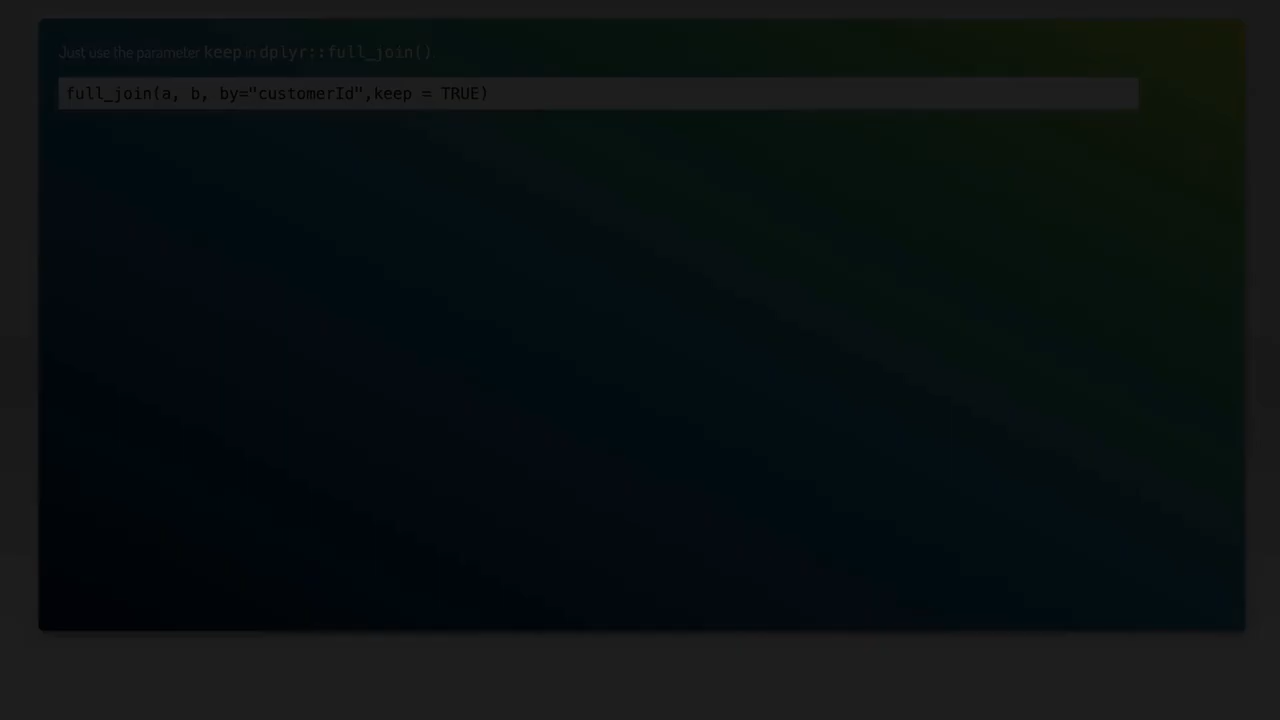 Just use the parameter keep in dplyr::full_join()
full_join(a, b, by="customerId",keep = TRUE)